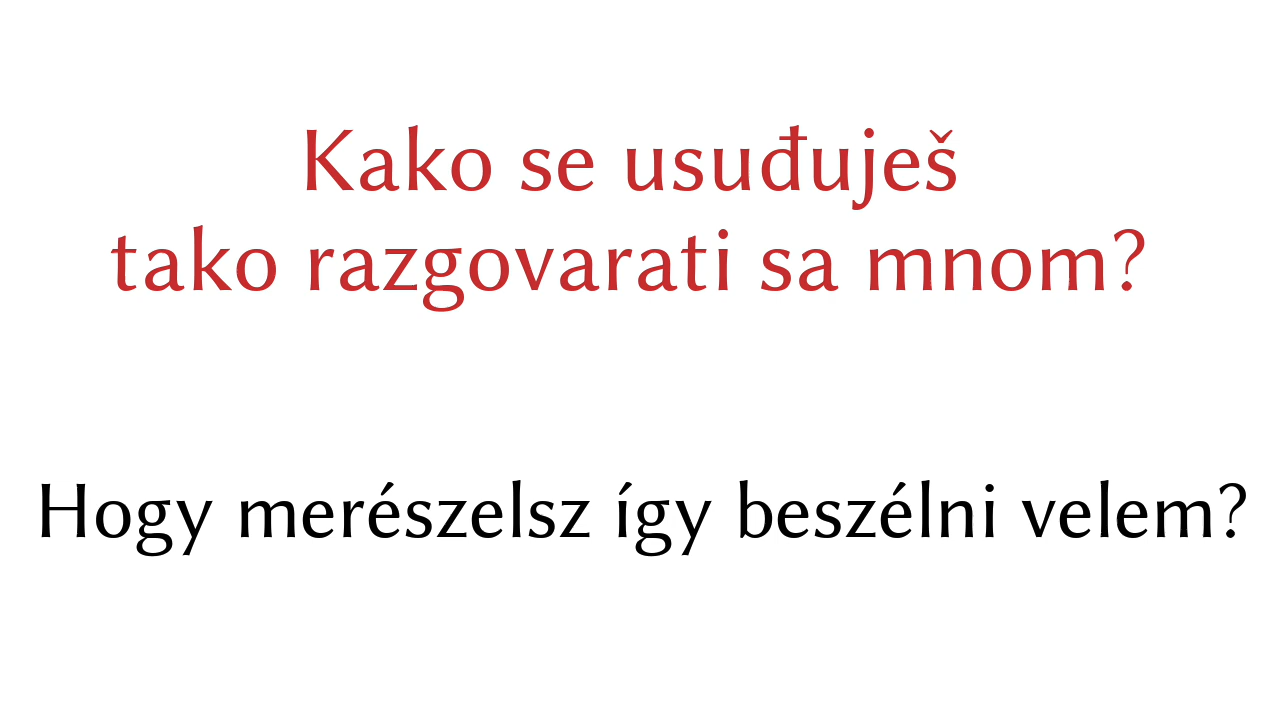 Kako se usuđuješ
tako razgovarati sa mnom?
Hogy merészelsz így beszélni velem?